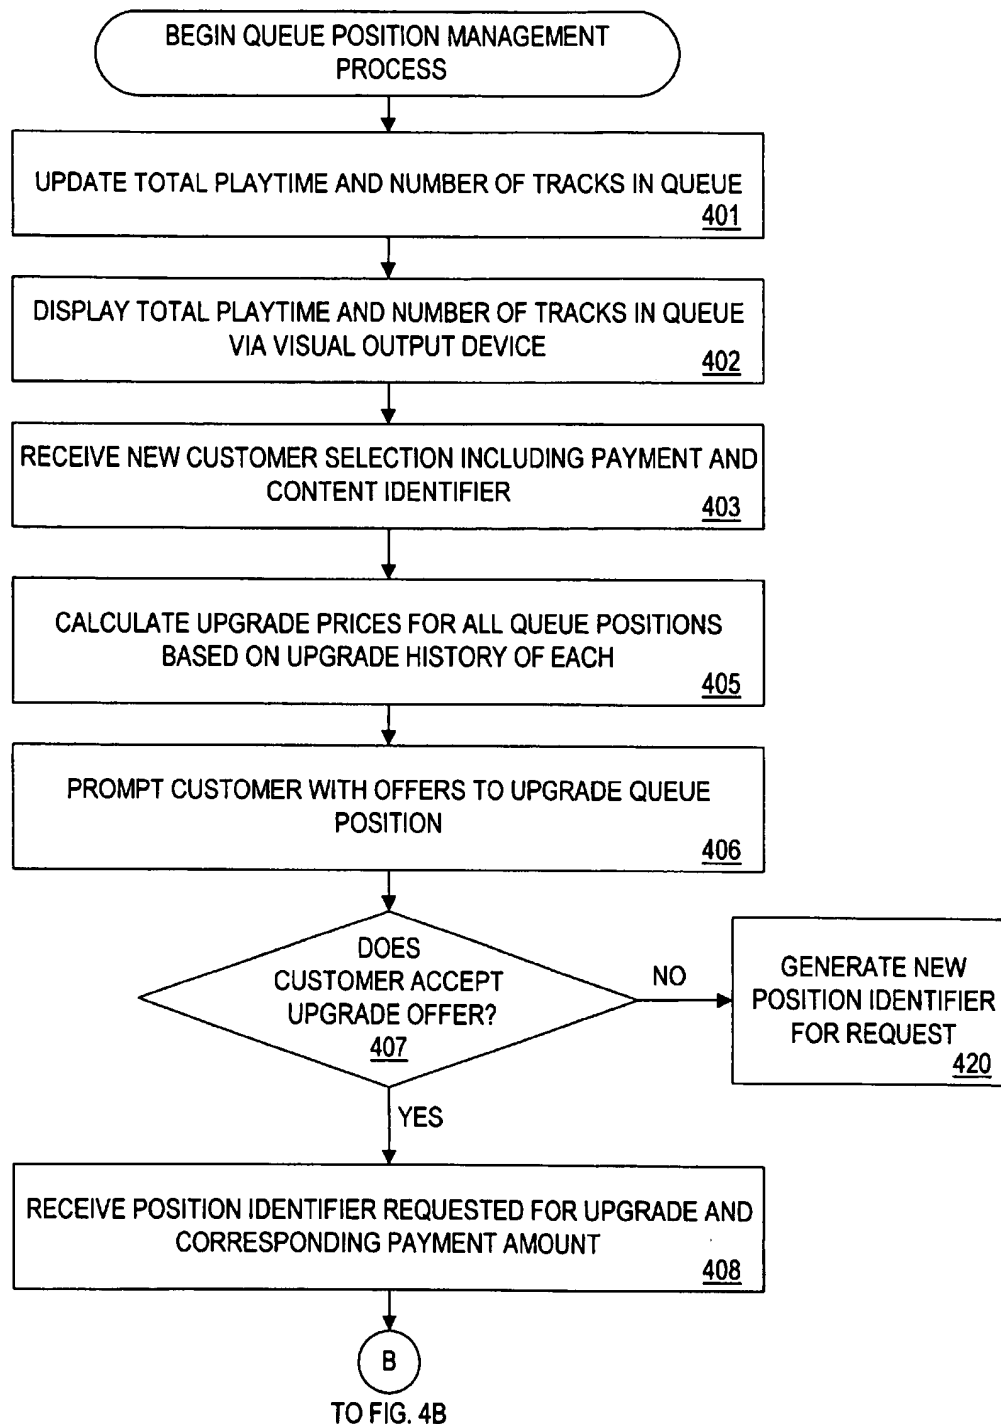 BEGIN QUEUE POSITION MANAGEMENT
PROCESS
UPDATE TOTAL PLAYTIME AND NUMBER OF TRACKS IN QUEUE
401
DISPLAY TOTAL PLAYTIME AND NUMBER OF TRACKS IN QUEUE
VIA VISUAL OUTPUT DEVICE
402
RECEIVE NEW CUSTOMER SELECTION INCLUDING PAYMENT AND
CONTENT IDENTIFIER
403
CALCULATE UPGRADE PRICES FOR ALL QUEUE POSITIONS
BASED ON UPGRADE HISTORY OF EACH
405
PROMPT CUSTOMER WITH OFFERS TO UPGRADE QUEUE
POSITION
406
DOES
CUSTOMER ACCEPT
UPGRADE OFFER?
407
NO
GENERATE NEW
POSITION IDENTIFIER
FOR REQUEST
420
YES
RECEIVE POSITION IDENTIFIER REQUESTED FOR UPGRADE AND
CORRESPONDING PAYMENT AMOUNT
408
B
TO FIG. 4B